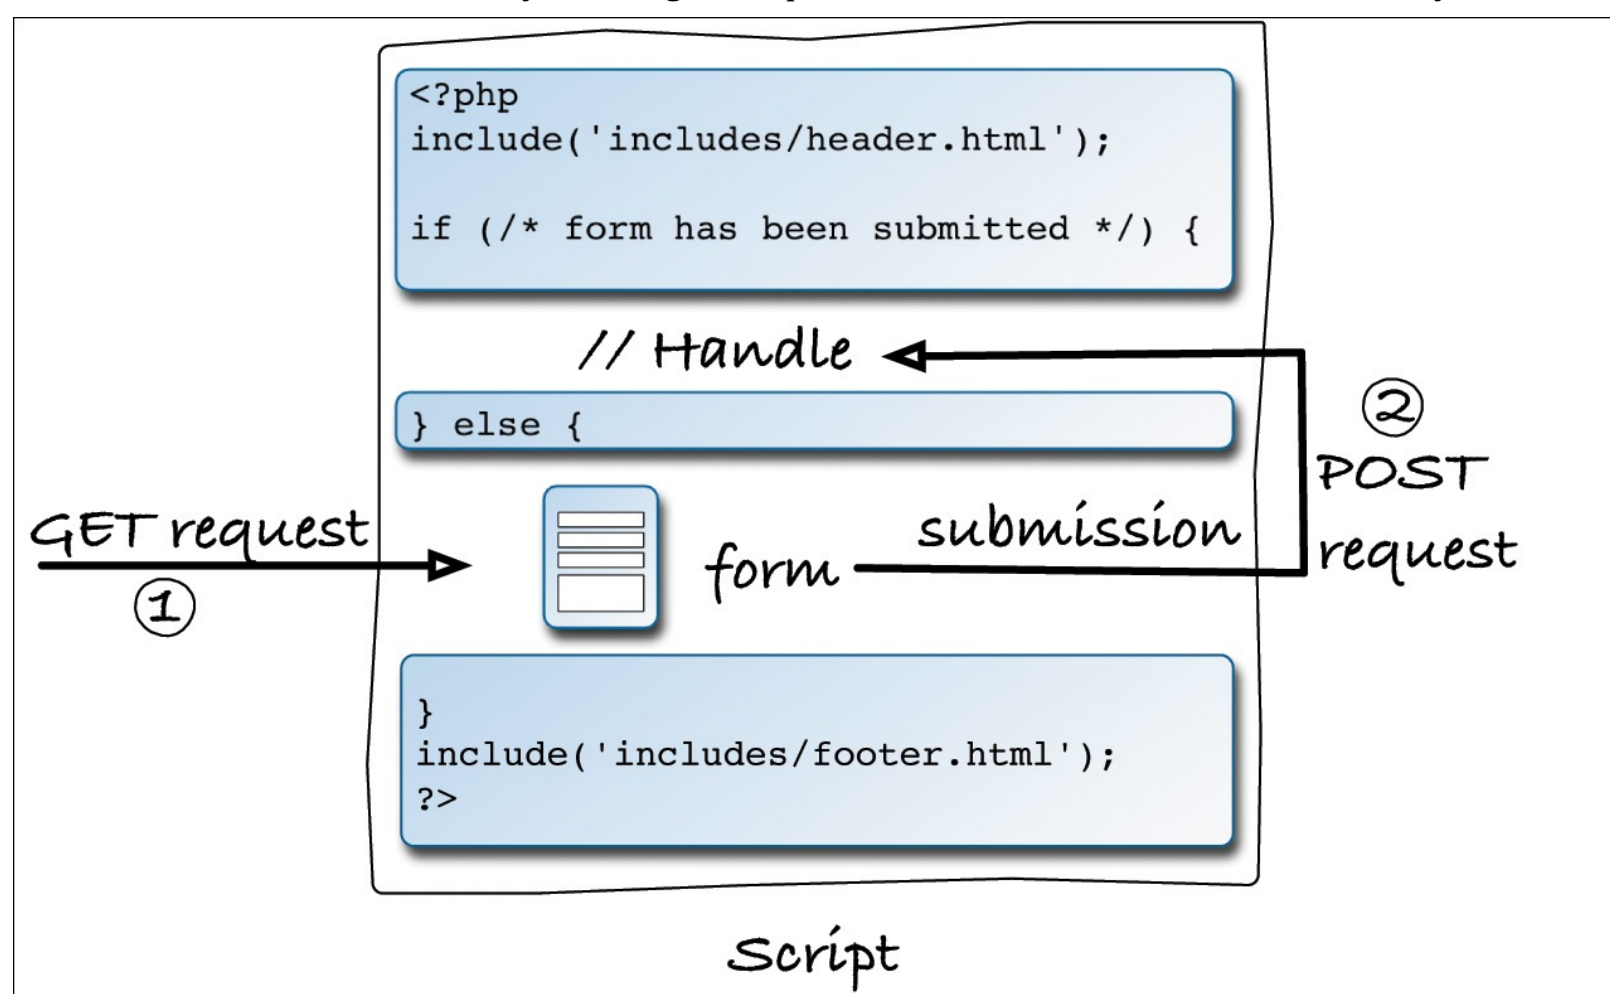 <?php
include('includes/header.html');
if (/* form has been submitted */) {
// Handle
} else {
2
POST
request
GET request
1
form
submission
}
include('includes/footer.html');
?>
Script